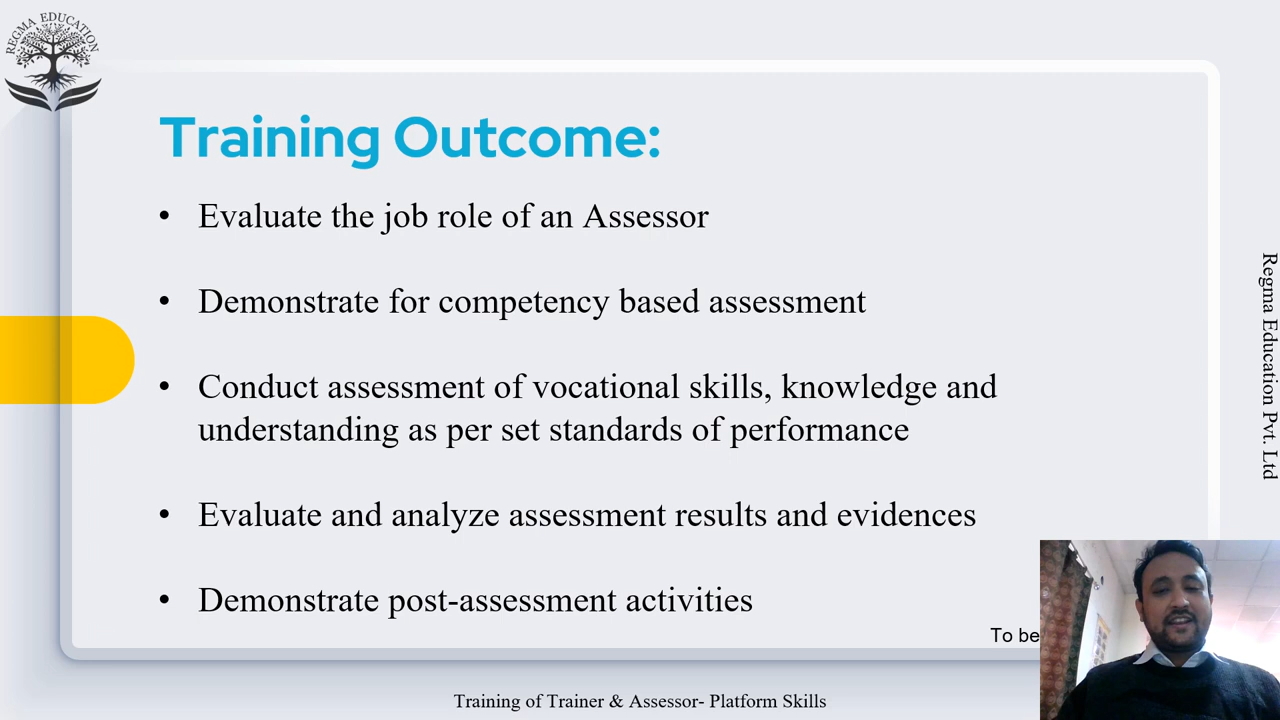 REGMA EDUCATION
Training Outcome:
• Evaluate the job role of an Assessor
• Demonstrate for competency based assessment
• Conduct assessment of vocational skills, knowledge and
understanding as per set standards of performance
• Evaluate and analyze assessment results and evidences
• Demonstrate post-assessment activities
To be
Training of Trainer & Assessor- Platform Skills
Regma Education Pvt. Ltd